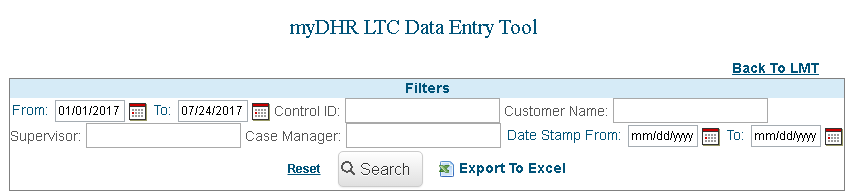 myDHR LTC Data Entry Tool
Back To LMT
Filters
From: 01/01/2017 To: 07/24/2017 Control ID: Customer Name:
Supervisor: Case Manager: Date Stamp From: mm/dd/yyyy To: mm/dd/yyyy
Reset Search Export To Excel